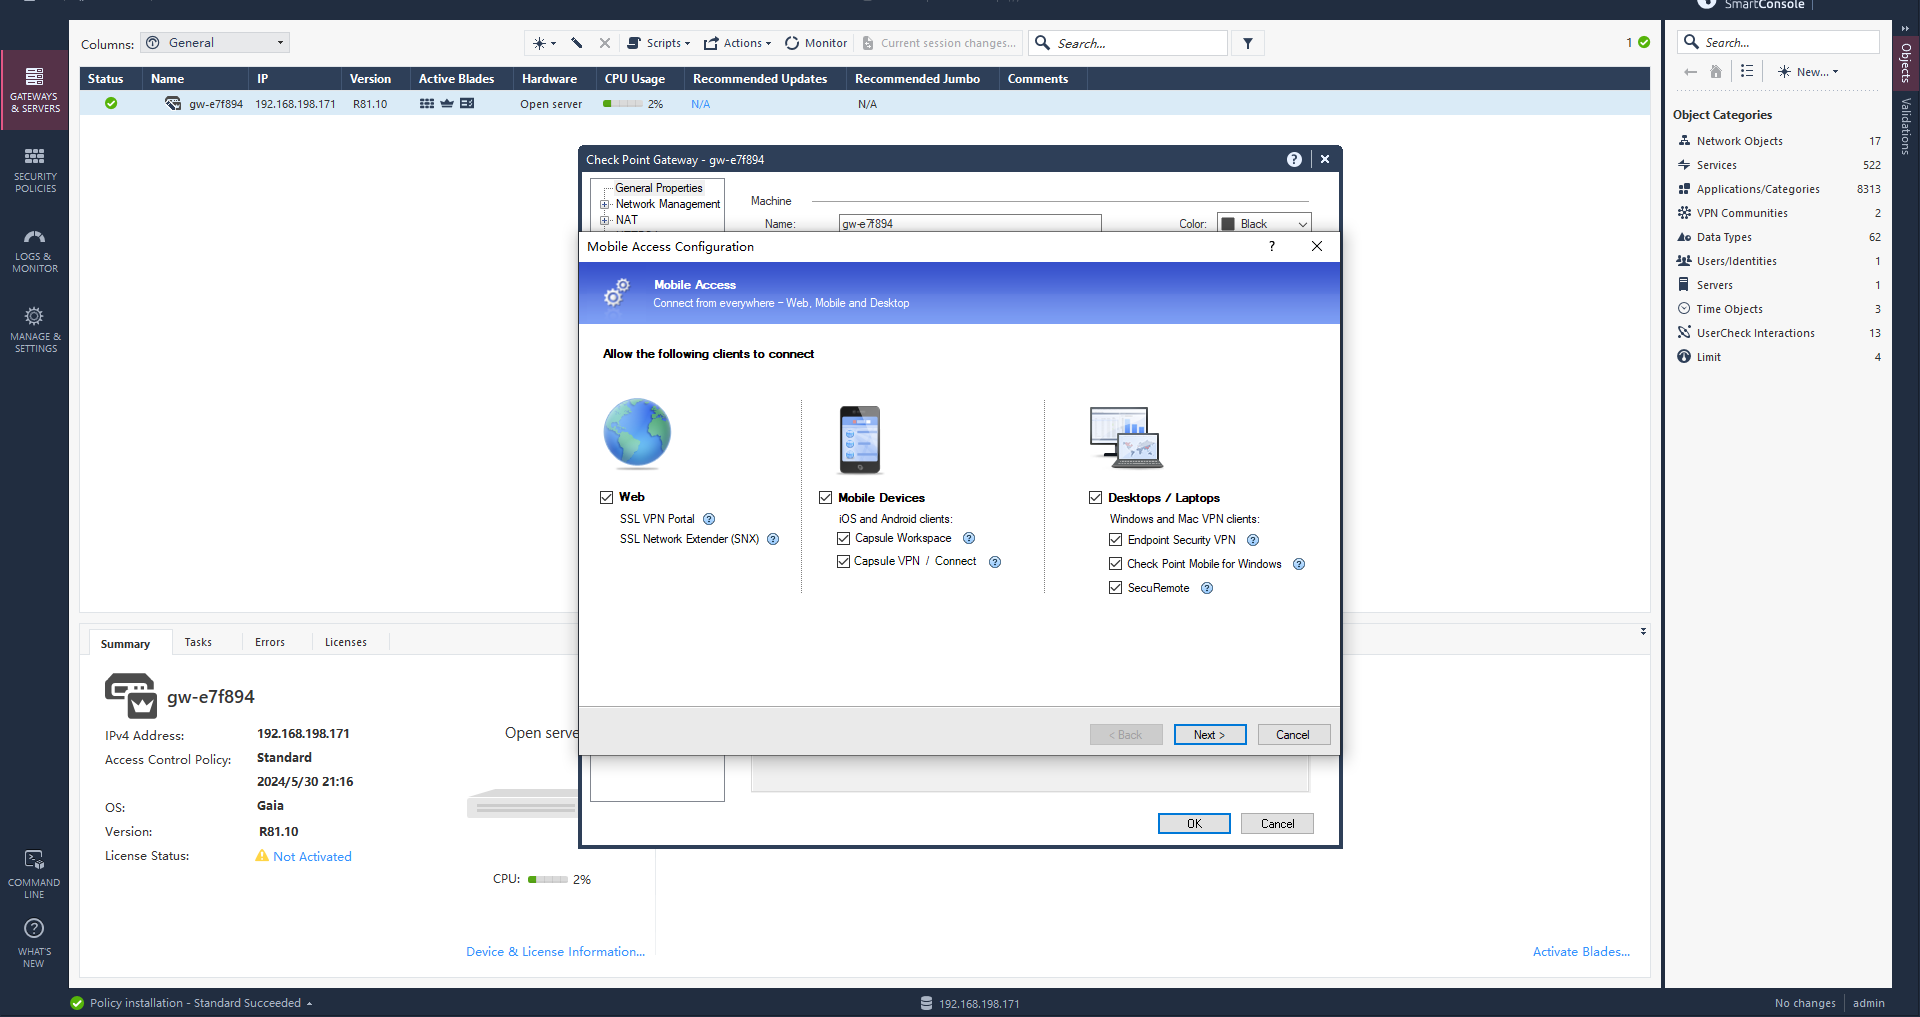 SmartConsole
Columns:
General
Scripts
Actions
Monitor
Current session changes...
Search...
1
Status
Name
IP
Version
Active Blades
Hardware
CPU Usage
Recommended Updates
Recommended Jumbo
Comments
gw-e7f894
192.168.198.171
R81.10
Open server
2%
N/A
N/A
GATEWAYS
& SERVERS
SECURITY
POLICIES
LOGS &
MONITOR
MANAGE &
SETTINGS
COMMAND
LINE
WHAT'S
NEW
Check Point Gateway - gw-e7f894
General Properties
Network Management
NAT
Machine
Name:
gw-e7f894
Color:
Black
Mobile Access Configuration
?
Mobile Access
Connect from everywhere - Web, Mobile and Desktop
Allow the following clients to connect
Web
SSL VPN Portal
SSL Network Extender (SNX)
Mobile Devices
iOS and Android clients:
Capsule Workspace
Capsule VPN / Connect
Desktops / Laptops
Windows and Mac VPN clients:
Endpoint Security VPN
Check Point Mobile for Windows
SecuRemote
< Back
Next >
Cancel
OK
Cancel
Summary
Tasks
Errors
Licenses
gw-e7f894
IPv4 Address:
192.168.198.171
Access Control Policy:
Standard
2024/5/30 21:16
OS:
Gaia
Version:
R81.10
License Status:
Not Activated
Open serve
CPU:
2%
Device & License Information...
Activate Blades...
Search...
New...
Object Categories
Network Objects 17
Services 522
Applications/Categories 8313
VPN Communities 2
Data Types 62
Users/Identities 1
Servers 1
Time Objects 3
UserCheck Interactions 13
Limit 4
Objects
Validations
Policy installation - Standard Succeeded
192.168.198.171
No changes
admin